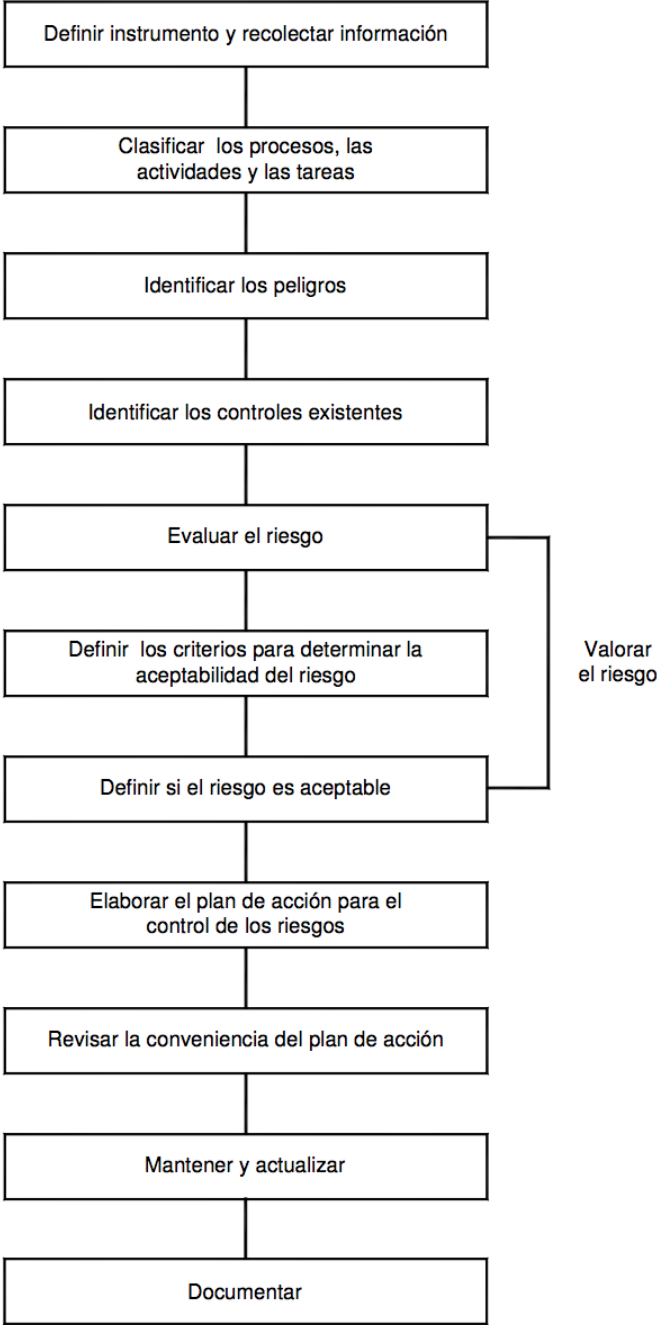 Definir instrumento y recolectar información
Clasificar los procesos, las
actividades y las tareas
Identificar los peligros
Identificar los controles existentes
Evaluar el riesgo
Definir los criterios para determinar la
aceptabilidad del riesgo
Valorar
el riesgo
Definir si el riesgo es aceptable
Elaborar el plan de acción para el
control de los riesgos
Revisar la conveniencia del plan de acción
Mantener y actualizar
Documentar